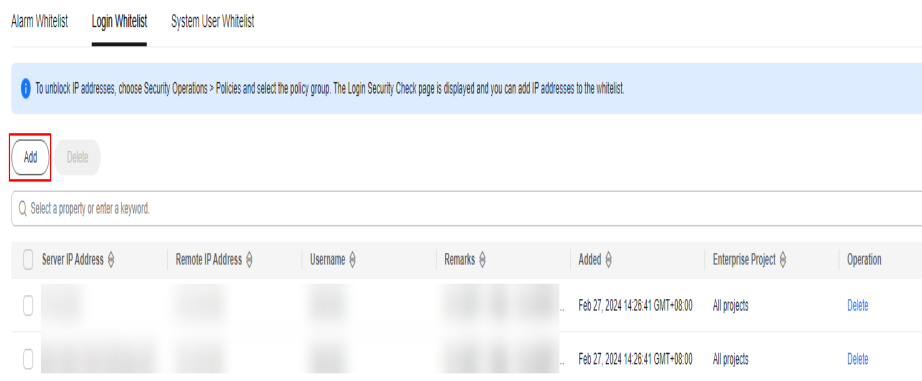 Alarm Whitelist Login Whitelist System User Whitelist
To unblock IP addresses, choose Security Operations > Policies and select the policy group. The Login Security Check page is displayed and you can add IP addresses to the whitelist.
Add Delete
Select a property or enter a keyword.
Server IP Address Remote IP Address Username Remarks Added Enterprise Project Operation
... Feb 27, 2024 14:26:41 GMT+08:00 All projects Delete
... Feb 27, 2024 14:26:41 GMT+08:00 All projects Delete